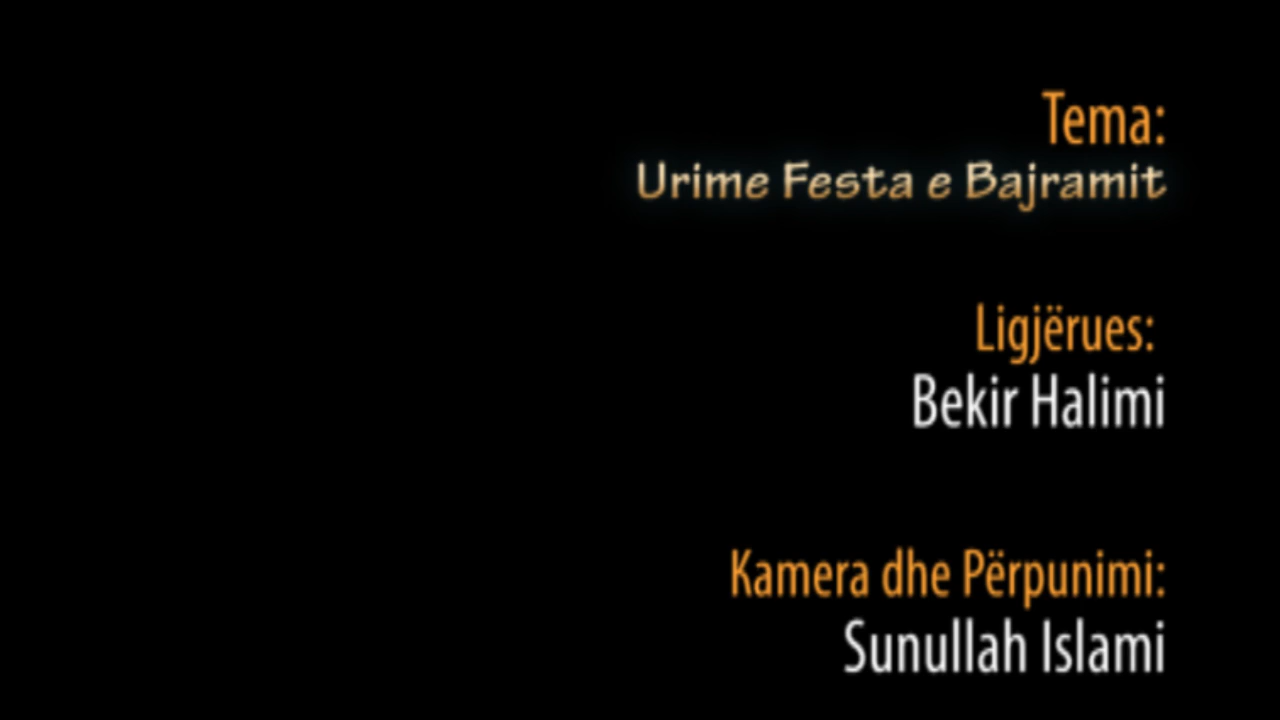 Tema:
Urime Festa e Bajramit
Ligjërues:
Bekir Halimi
Kamera dhe Përpunimi:
Sunullah Islami